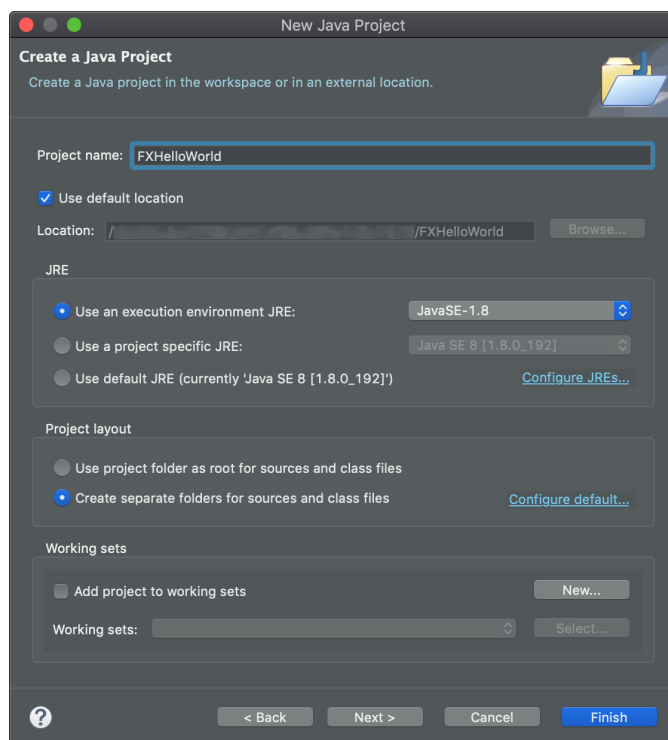 New Java Project
Create a Java Project
Create a Java project in the workspace or in an external location.
Project name: FXHelloWorld
Use default location
Location: / /FXHelloWorld Browse...
JRE
Use an execution environment JRE: JavaSE-1.8
Use a project specific JRE: Java SE 8 [1.8.0_192]
Use default JRE (currently 'Java SE 8 [1.8.0_192]') Configure JREs...
Project layout
Use project folder as root for sources and class files
Create separate folders for sources and class files Configure default...
Working sets
Add project to working sets New...
Working sets: Select...
? < Back Next > Cancel Finish